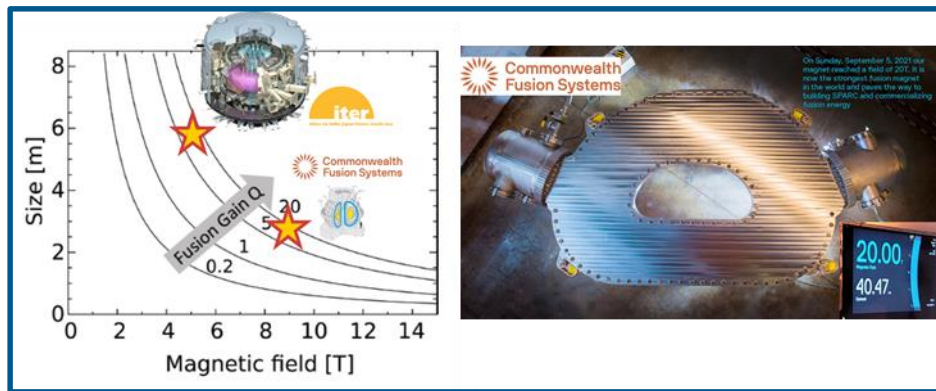 8
6
4
2
0
Size [m]
0 2 4 6 8 10 12 14
Magnetic field [T]
Fusion Gain Q
0.2
1
5
20
iter
Commonwealth
Fusion Systems
Commonwealth
Fusion Systems
On Sunday, September 5, 2021 our
magnet reached a field of 20T. It is
now the strongest fusion magnet
in the world and paves the way to
building SPARC and commercializing
fusion energy
20.00
40.47